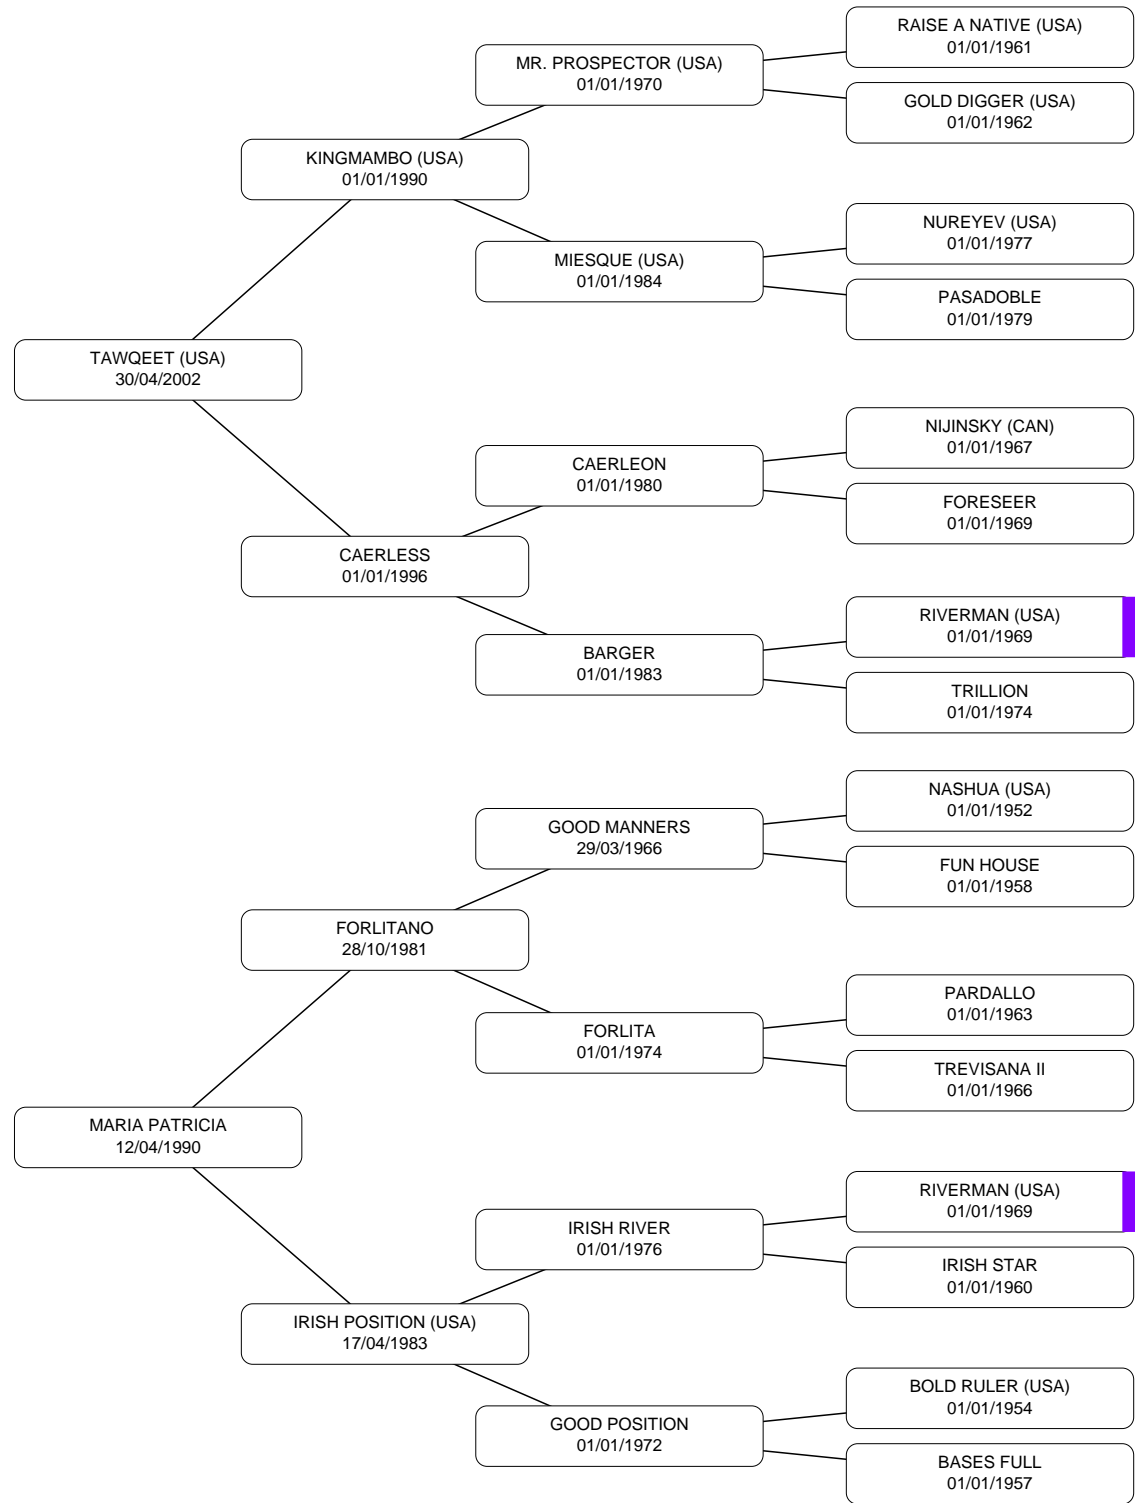 RAISE A NATIVE (USA)
01/01/1961
MR. PROSPECTOR (USA)
01/01/1970
GOLD DIGGER (USA)
01/01/1962
KINGMAMBO (USA)
01/01/1990
NUREYEV (USA)
01/01/1977
MIESQUE (USA)
01/01/1984
PASADOBLE
01/01/1979
TAWQEET (USA)
30/04/2002
NIJINSKY (CAN)
01/01/1967
CAERLEON
01/01/1980
FORESEER
01/01/1969
CAERLESS
01/01/1996
RIVERMAN (USA)
01/01/1969
BARGER
01/01/1983
TRILLION
01/01/1974
NASHUA (USA)
01/01/1952
GOOD MANNERS
29/03/1966
FUN HOUSE
01/01/1958
FORLITANO
28/10/1981
PARDALLO
01/01/1963
FORLITA
01/01/1974
TREVISANA II
01/01/1966
MARIA PATRICIA
12/04/1990
RIVERMAN (USA)
01/01/1969
IRISH RIVER
01/01/1976
IRISH STAR
01/01/1960
IRISH POSITION (USA)
17/04/1983
BOLD RULER (USA)
01/01/1954
GOOD POSITION
01/01/1972
BASES FULL
01/01/1957